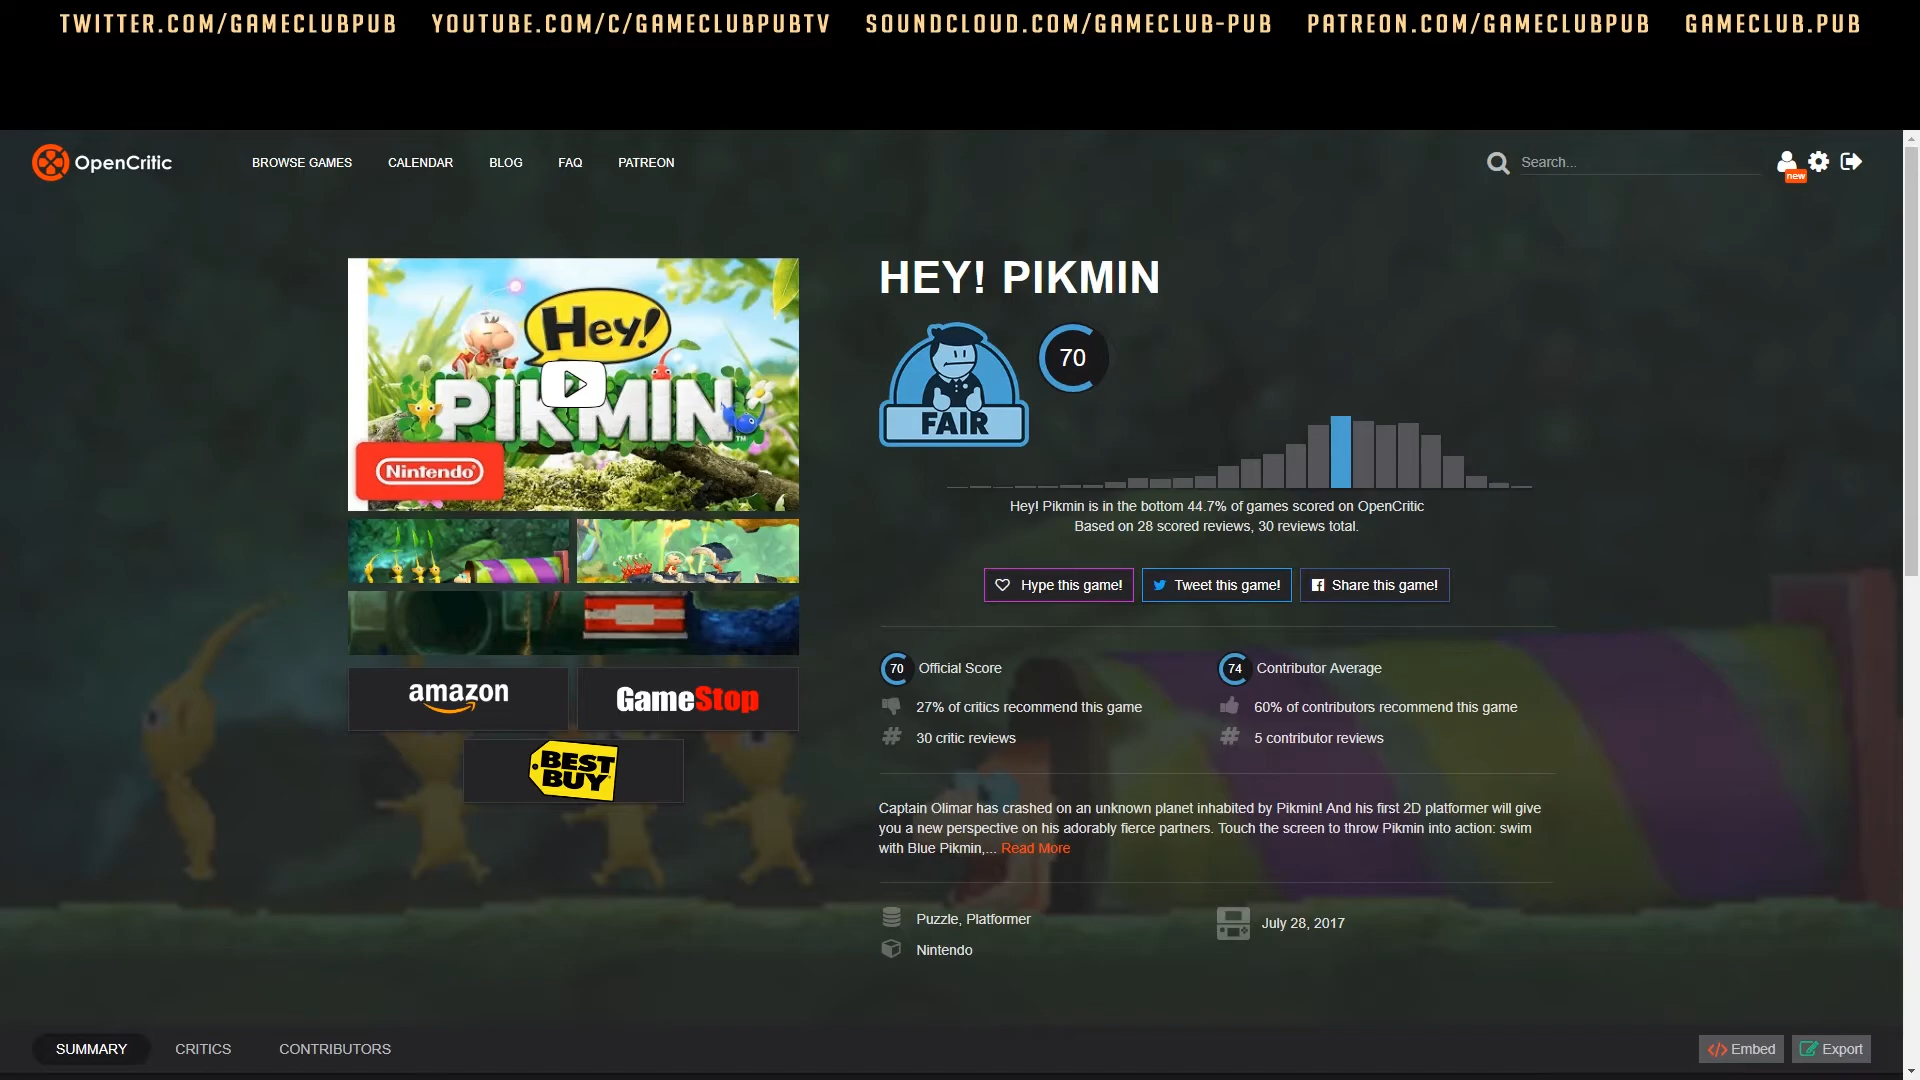 TWITTER.COM/GAMECLUBPUB YOUTUBE.COM/C/GAMECLUBPUBTV SOUNDCLOUD.COM/GAMECLUB-PUB PATREON.COM/GAMECLUBPUB GAMECLUB.PUB
OpenCritic BROWSE GAMES CALENDAR BLOG FAQ PATREON Search...
new
HEY! PIKMIN
Hey!
PIKMIN
TM
Nintendo
70
FAIR
Hey! Pikmin is in the bottom 44.7% of games scored on OpenCritic
Based on 28 scored reviews, 30 reviews total.
Hype this game! Tweet this game! Share this game!
amazon GameStop
BEST
BUY
70 Official Score 74 Contributor Average
27% of critics recommend this game 60% of contributors recommend this game
30 critic reviews 5 contributor reviews
Captain Olimar has crashed on an unknown planet inhabited by Pikmin! And his first 2D platformer will give
you a new perspective on his adorably fierce partners. Touch the screen to throw Pikmin into action: swim
with Blue Pikmin,... Read More
Puzzle, Platformer July 28, 2017
Nintendo
SUMMARY CRITICS CONTRIBUTORS Embed Export